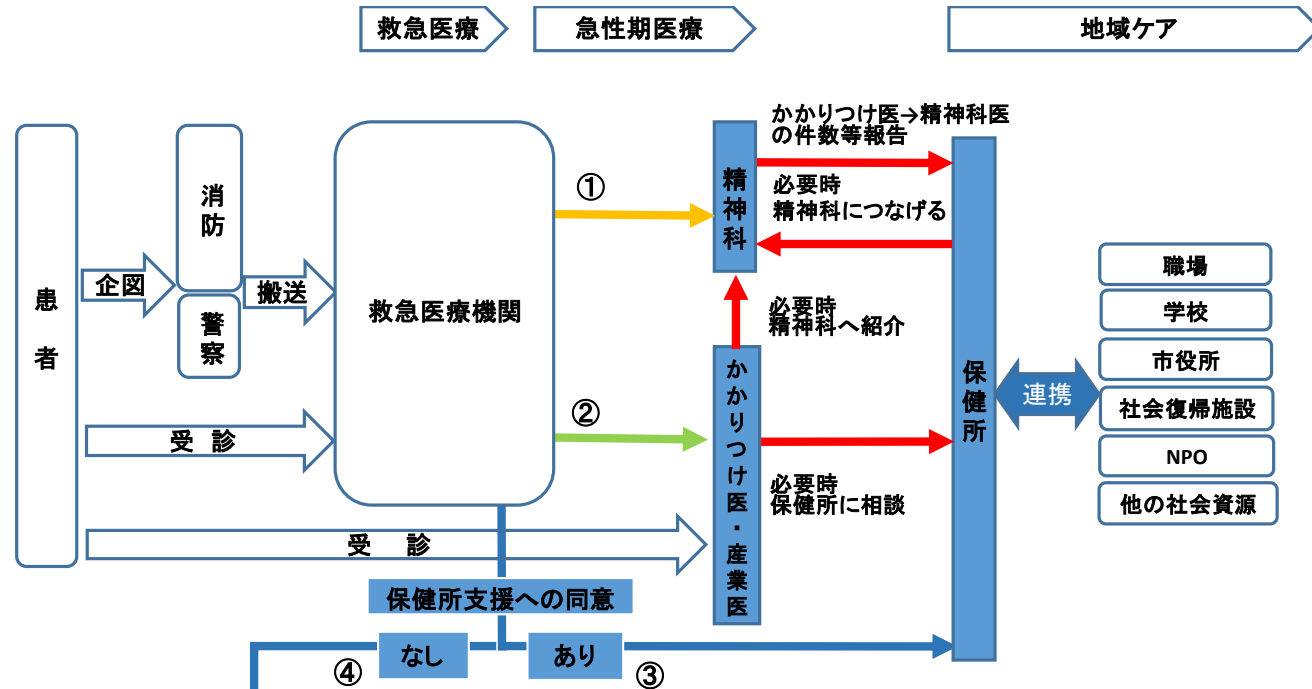 救急医療
急性期医療
地域ケア
患者
企図
消防
警察
搬送
救急医療機関
受 診
受 診
①
②
精神科
かかりつけ医・産業医
かかりつけ医→精神科医
の件数等報告
必要時
精神科につなげる
必要時
精神科へ紹介
必要時
保健所に相談
保健所
連携
職場
学校
市役所
社会復帰施設
NPO
他の社会資源
保健所支援への同意
なし
④
あり
③